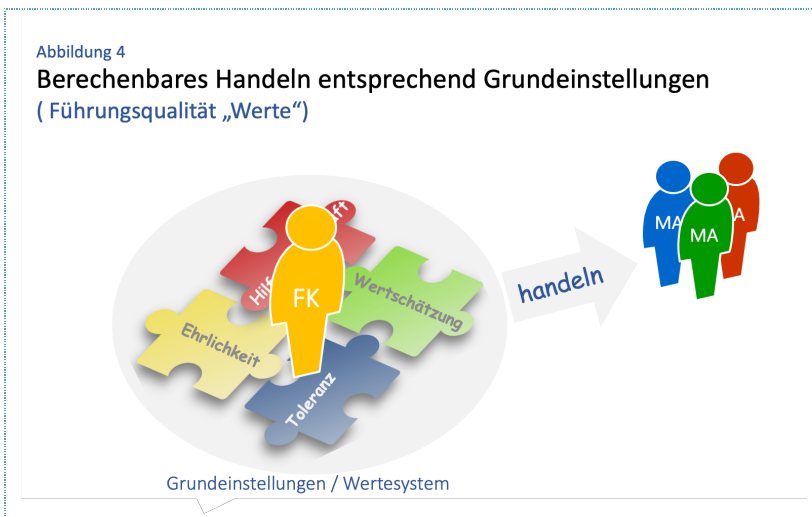 Abbildung 4
Berechenbares Handeln entsprechend Grundeinstellungen
( Führungsqualität „Werte“)
MA
MA
A
FK
Wertschätzung
handeln
Ehrlichkeit
Toleranz
Grundeinstellungen / Wertesystem